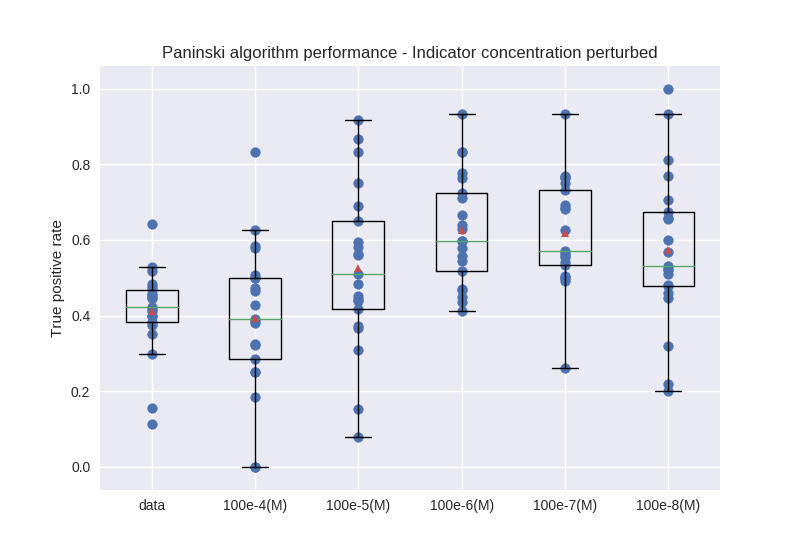 Paninski algorithm performance - Indicator concentration perturbed
True positive rate
1.0
0.8
0.6
0.4
0.2
0.0
data
100e-4(M)
100e-5(M)
100e-6(M)
100e-7(M)
100e-8(M)